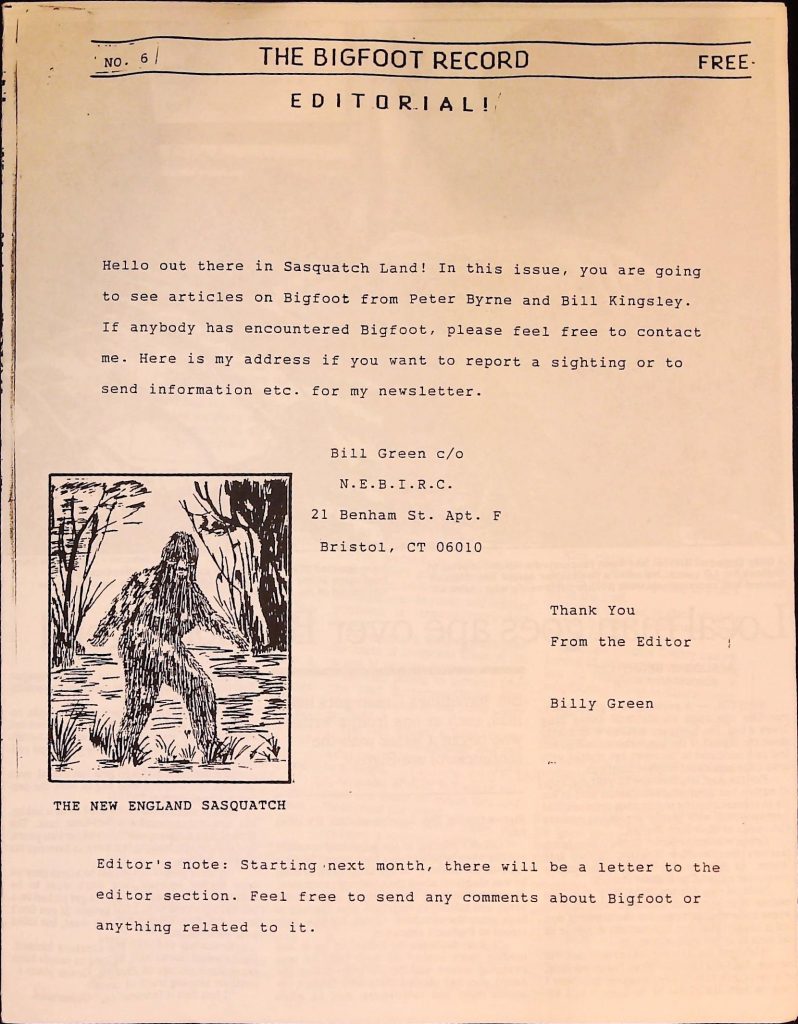 NO. 6 THE BIGFOOT RECORD FREE
EDITORIAL!
Hello out there in Sasquatch Land! In this issue, you are going
to see articles on Bigfoot from Peter Byrne and Bill Kingsley.
If anybody has encountered Bigfoot, please feel free to contact
me. Here is my address if you want to report a sighting or to
send information etc. for my newsletter.
Bill Green c/o
N.E.B.I.R.C.
21 Benham St. Apt. F
Bristol, CT 06010
Thank You
From the Editor
Billy Green
THE NEW ENGLAND SASQUATCH
Editor's note: Starting next month, there will be a letter to the
editor section. Feel free to send any comments about Bigfoot or
anything related to it.